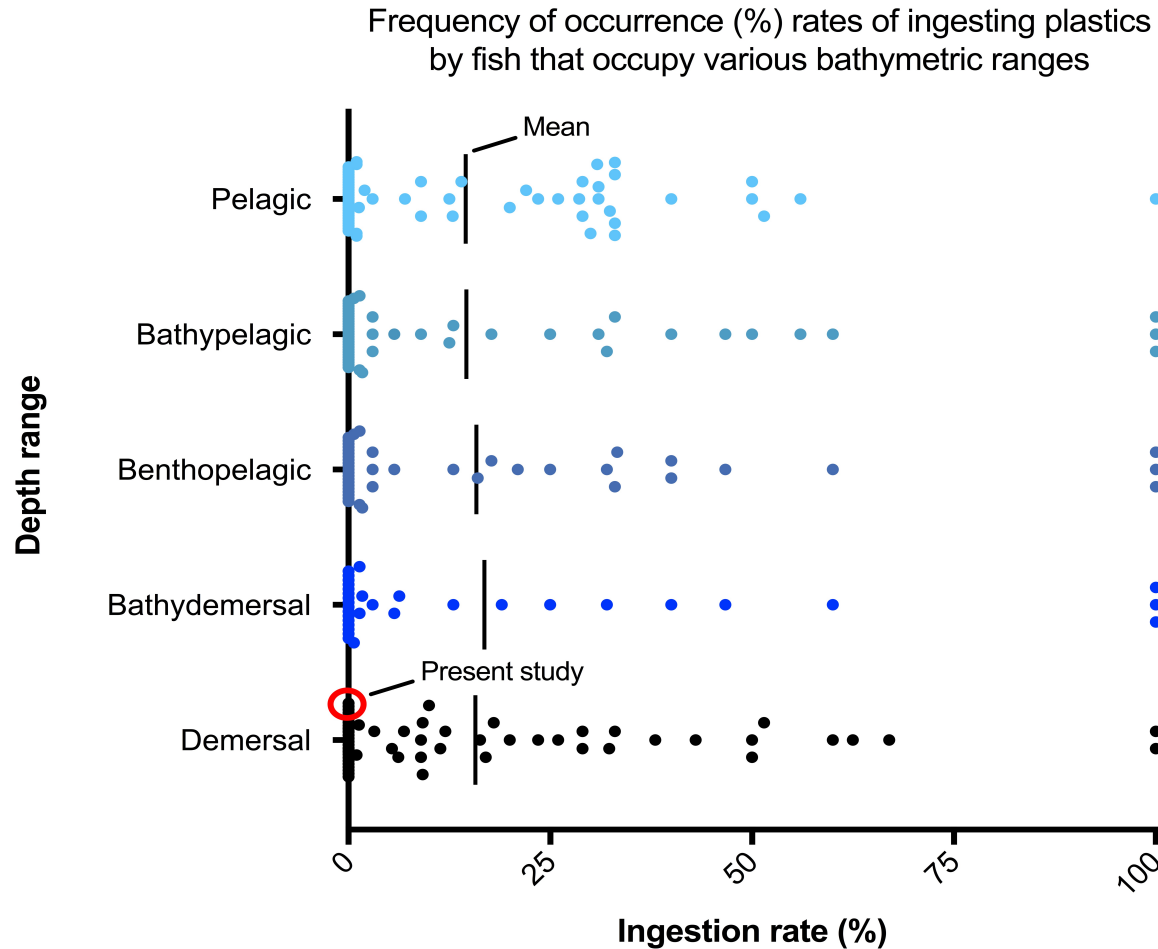 Frequency of occurrence (%) rates of ingesting plastics
by fish that occupy various bathymetric ranges
Mean
Pelagic
Bathypelagic
Benthopelagic
Bathydemersal
Present study
Demersal
Depth range
0
25
50
75
100
Ingestion rate (%)